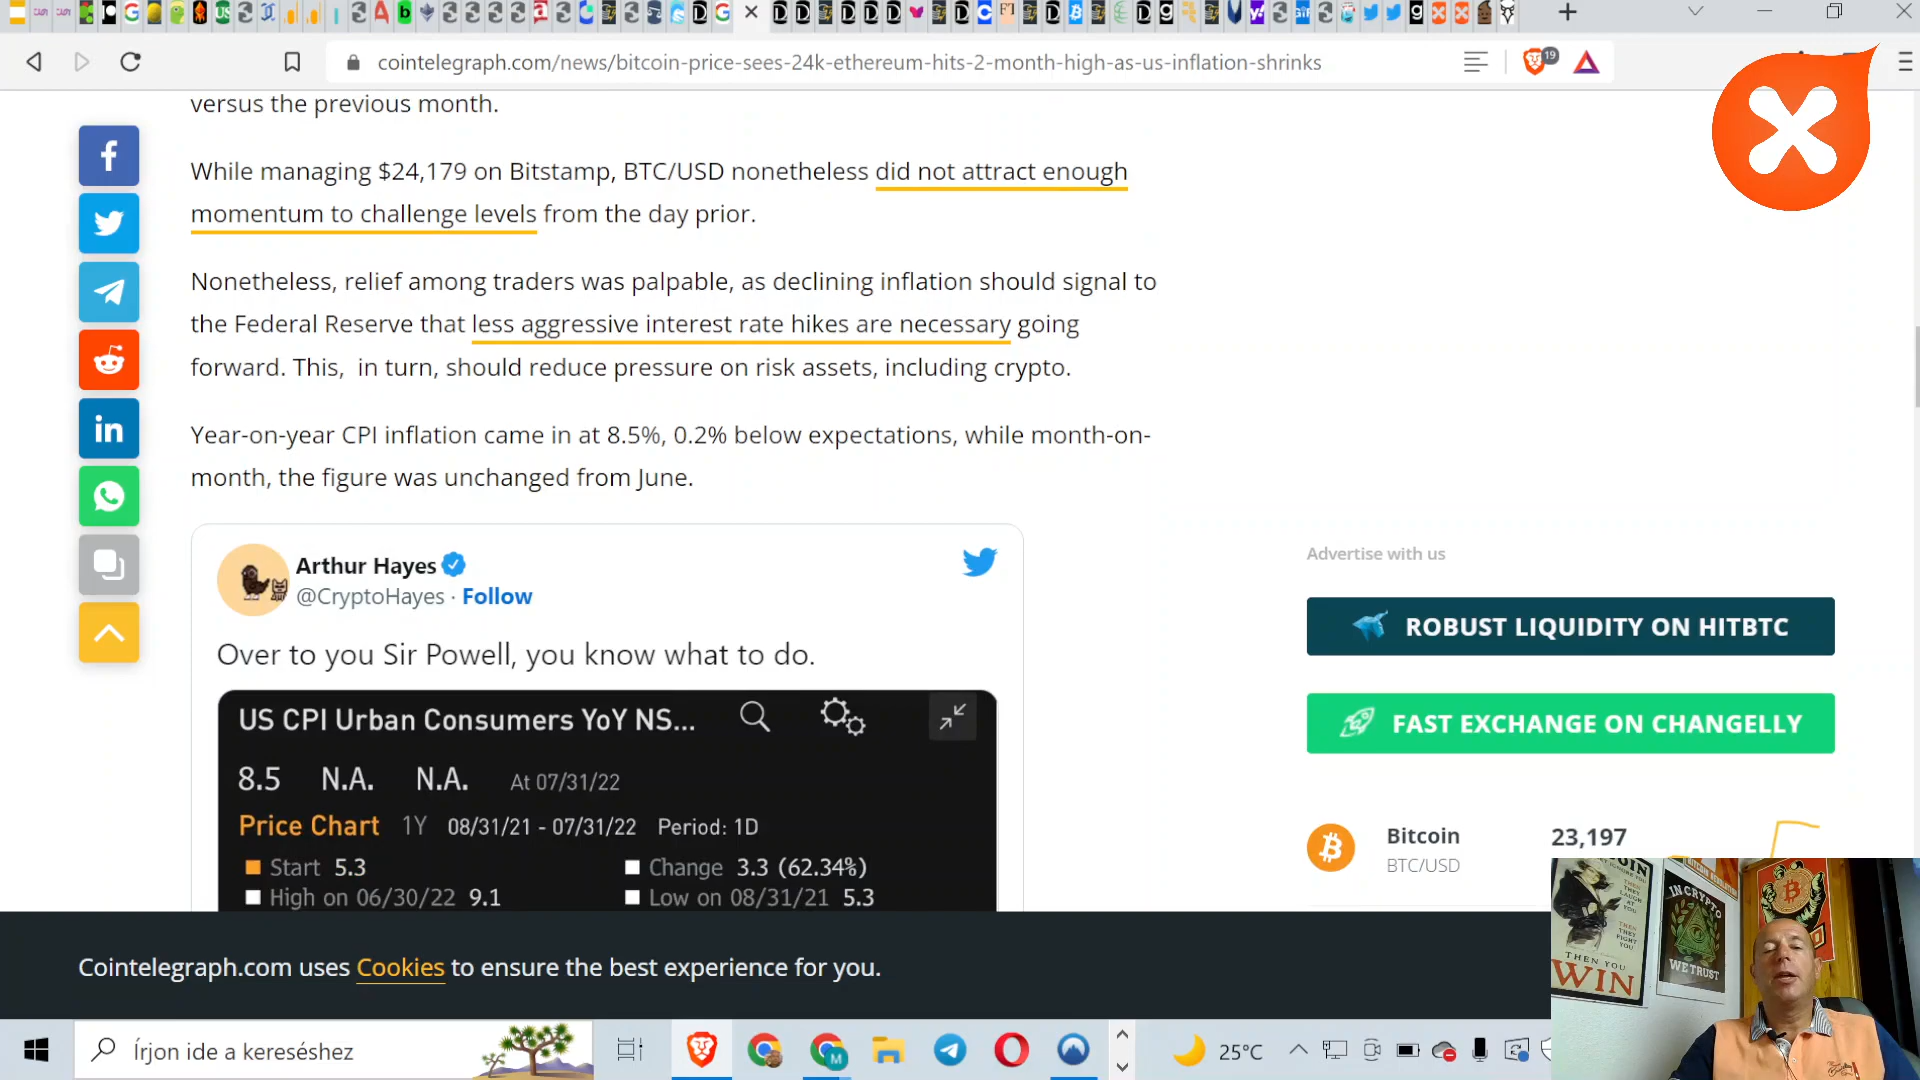 cointelegraph.com/news/bitcoin-price-sees-24k-ethereum-hits-2-month-high-as-us-inflation-shrinks
19
versus the previous month.
While managing $24,179 on Bitstamp, BTC/USD nonetheless did not attract enough
momentum to challenge levels from the day prior.
Nonetheless, relief among traders was palpable, as declining inflation should signal to
the Federal Reserve that less aggressive interest rate hikes are necessary going
forward. This, in turn, should reduce pressure on risk assets, including crypto.
Year-on-year CPI inflation came in at 8.5%, 0.2% below expectations, while month-on-
month, the figure was unchanged from June.
Arthur Hayes
@CryptoHayes · Follow
Over to you Sir Powell, you know what to do.
US CPI Urban Consumers YoY NS...
8.5 N.A. N.A. At 07/31/22
Price Chart 1Y 08/31/21 - 07/31/22 Period: 1D
Start 5.3 Change 3.3 (62.34%)
High on 06/30/22 9.1 Low on 08/31/21 5.3
Advertise with us
ROBUST LIQUIDITY ON HITBTC
FAST EXCHANGE ON CHANGELLY
Bitcoin 23,197
BTC/USD
THEN YOU
WIN
IN CRYPTO
WE TRUST
Cointelegraph.com uses Cookies to ensure the best experience for you.
Írjon ide a kereséshez
25°C